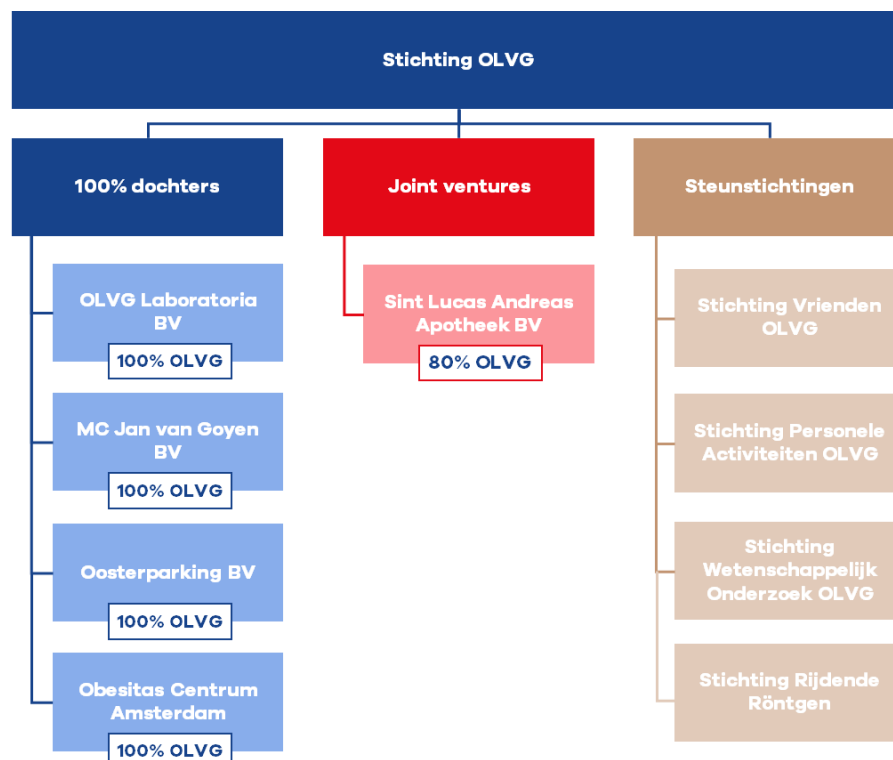 Stichting OLVG
100% dochters
OLVG Laboratoria
BV
100% OLVG
MC Jan van Goyen
BV
100% OLVG
Oosterparking BV
100% OLVG
Obesitas Centrum
Amsterdam
100% OLVG
Joint ventures
Sint Lucas Andreas
Apotheek BV
80% OLVG
Steunstichtingen
Stichting Vrienden
OLVG
Stichting Personele
Activiteiten OLVG
Stichting
Wetenschappelijk
Onderzoek OLVG
Stichting Rijdende
Röntgen